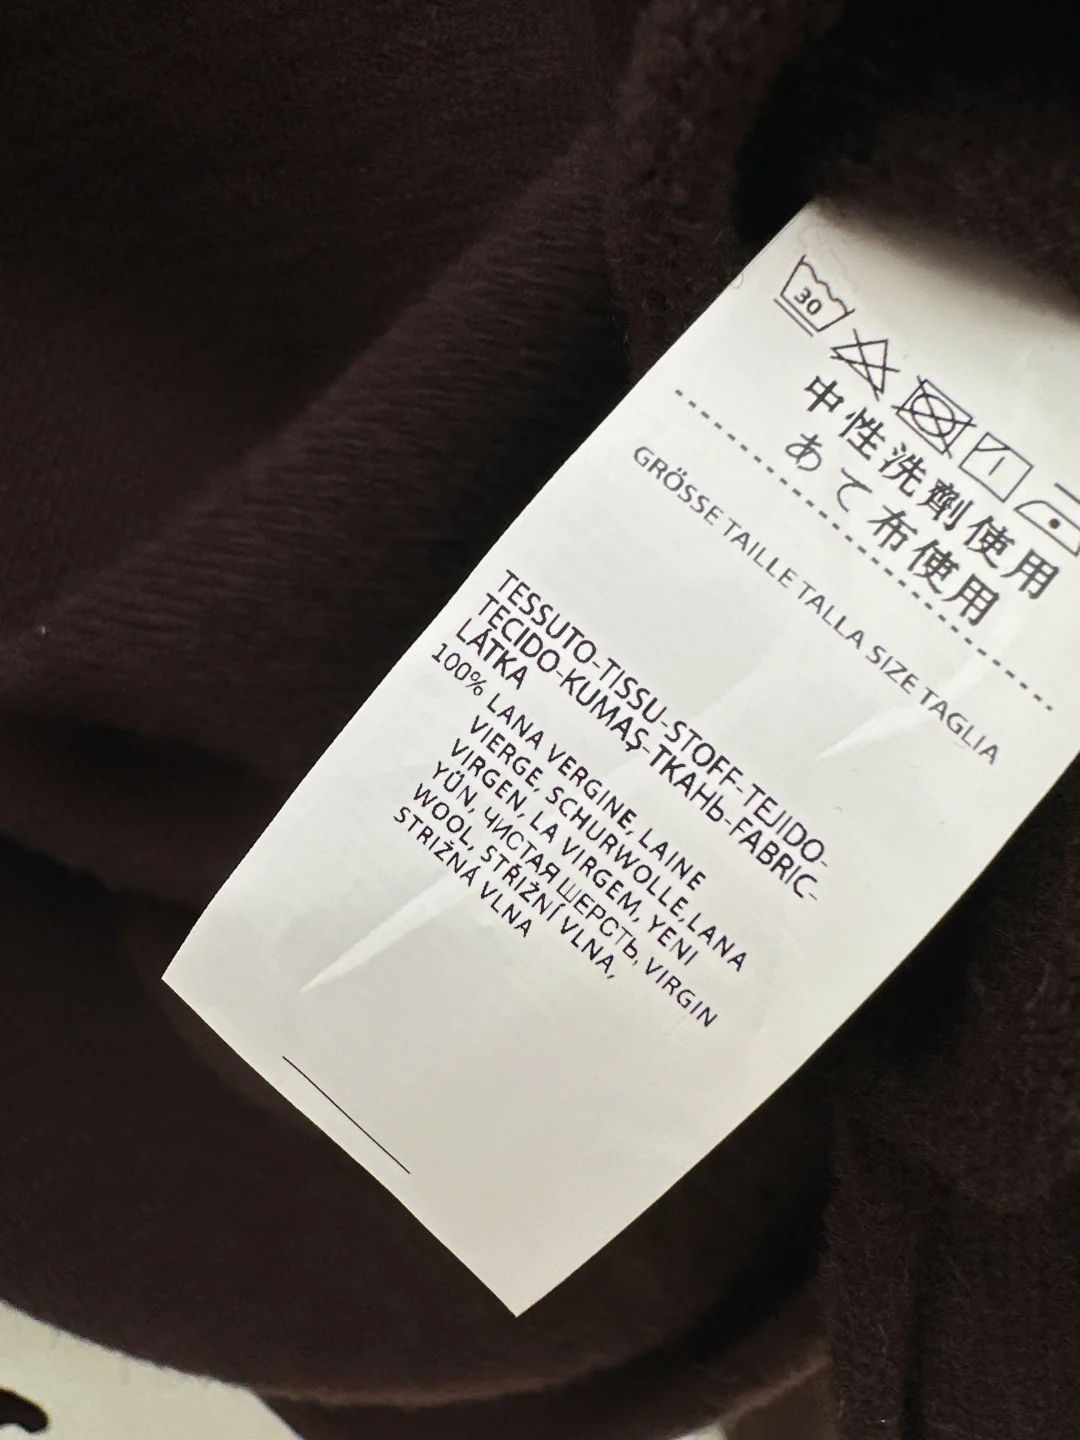 30
中性洗剤使用
あて布使用
GRÖSSE TAILLE TALLA SIZE TAGLIA
TESSUTO-TISSU-STOFF-TEJIDO-
TECIDO-KUMAŞ-ТКАНЬ-FABRIC-
LÁTKA
100% LANA VERGINE, LAINE
VIERGE, SCHURWOLLE, LANA
VIRGEN, LA VIRGEM, YENI
YÜN, ЧИСТАЯ ШЕРСТЬ, VIRGIN
WOOL, STŘIŽNÍ VLNA,
STRIŽNÁ VLNA